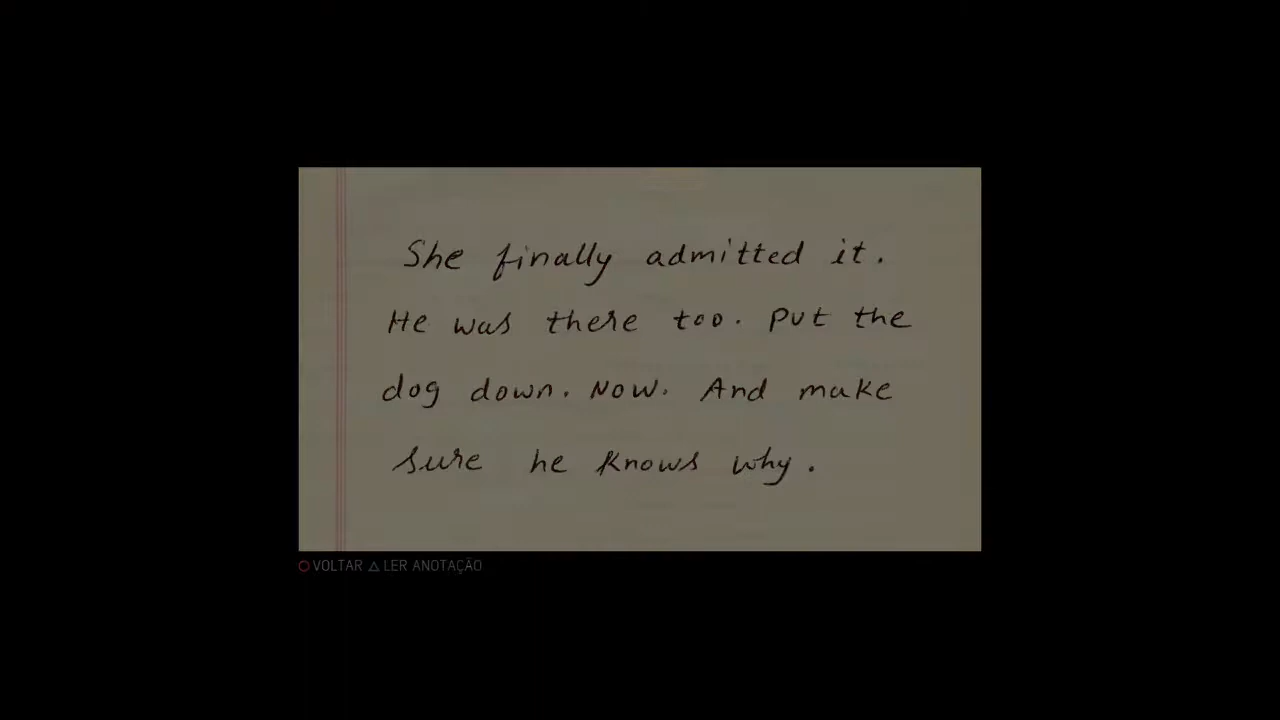 She finally admitted it.
He was there too. Put the
dog down. Now. And make
sure he knows why.
VOLTAR LER ANOTAÇÃO